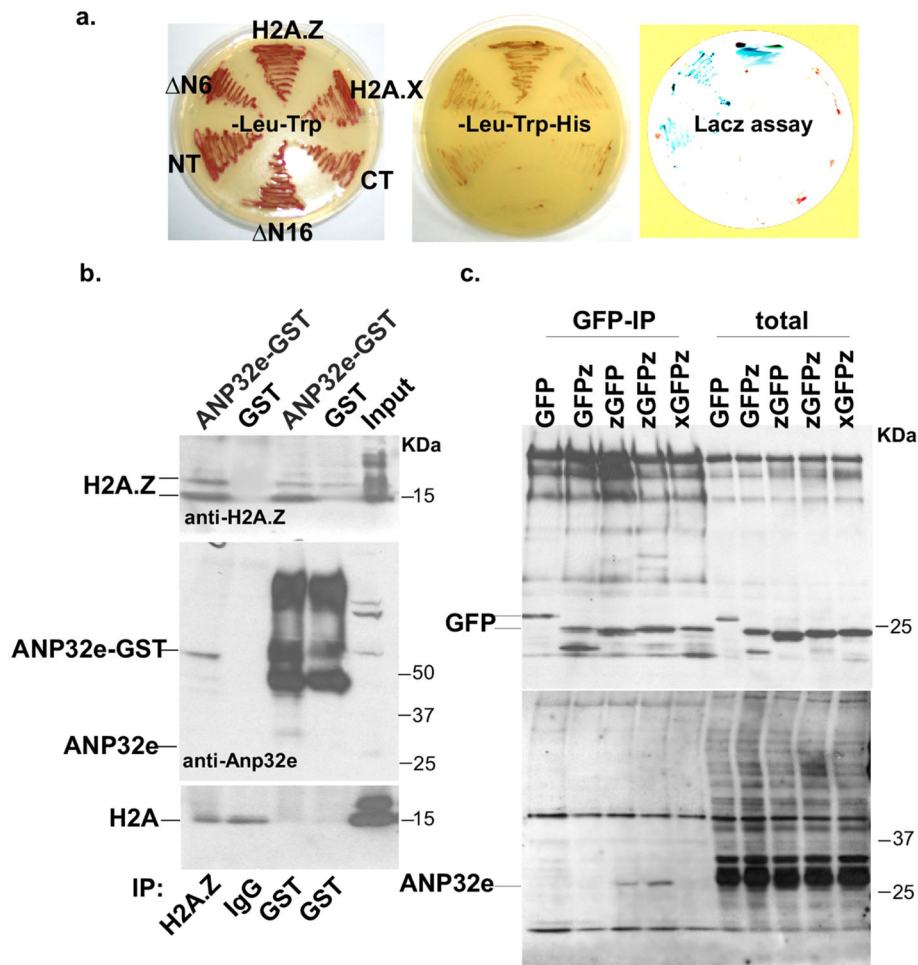 a.
H2A.Z
ΔN6
H2A.X
-Leu-Trp
NT
CT
ΔN16
-Leu-Trp-His
Lacz assay
b.
ANP32e-GST
GST
ANP32e-GST
GST
Input
KDa
H2A.Z
15
anti-H2A.Z
ANP32e-GST
50
37
ANP32e
25
anti-Anp32e
H2A
15
IP:
H2A.Z
IgG
GST
GST
c.
GFP-IP
total
GFP
GFPz
zGFP
zGFPz
xGFPz
GFP
GFPz
zGFP
zGFPz
xGFPz
KDa
GFP
25
37
ANP32e
25